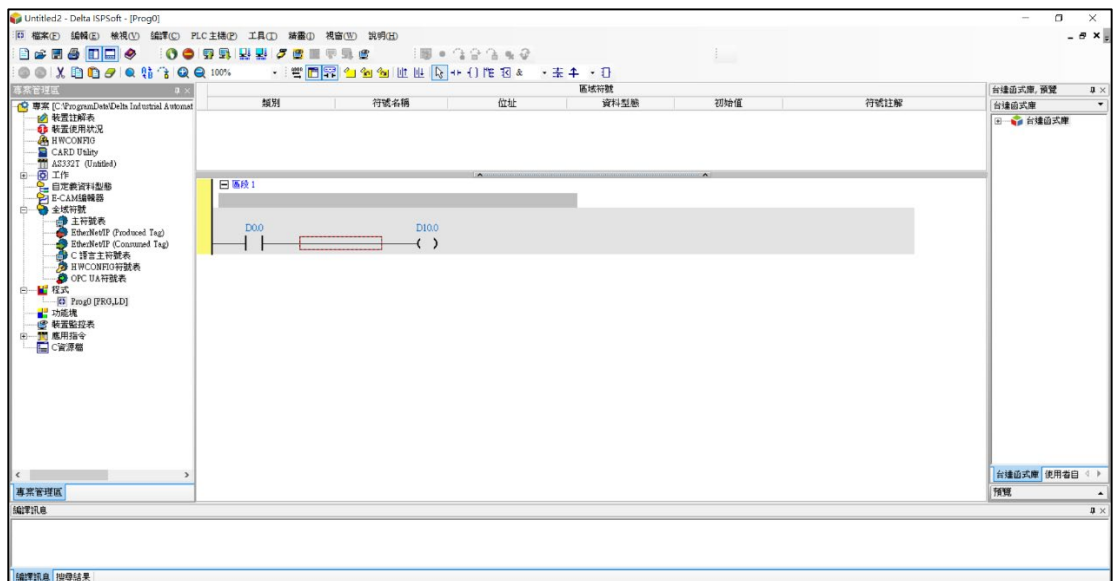 Untitled2 - Delta ISPSoft - [Prog0]
檔案(F) 編輯(E) 檢視(V) 編譯(C) PLC 主機(P) 工具(T) 精靈(I) 視窗(W) 說明(H)
100%
專案管理區
專案 [C:\ProgramData\Delta Industrial Automat
裝置註解表
裝置使用狀況
HWCONFIG
CARD Utility
AS332T (Untitled)
工作
自定義資料型態
E-CAM編輯器
全域符號
主符號表
EtherNet/IP (Produced Tag)
EtherNet/IP (Consumed Tag)
C 語言主符號表
HWCONFIG符號表
OPC UA符號表
程式
Prog0 [PRG,LD]
功能塊
裝置監控表
應用指令
C資源檔
專案管理區
區域符號
類別 符號名稱 位址 資料型態 初始值 符號註解
區段 1
D0.0 D10.0
台達函式庫, 預覽
台達函式庫
台達函式庫
台達函式庫 使用者自
預覽
編譯訊息
編譯訊息 搜尋結果